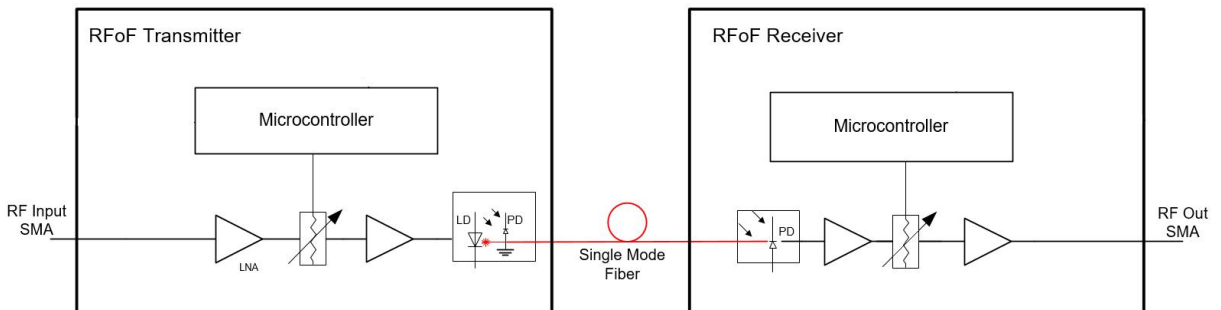 RFoF Transmitter
RFoF Receiver
Microcontroller
Microcontroller
RF Input
SMA
LNA
LD
PD
Single Mode
Fiber
PD
RF Out
SMA